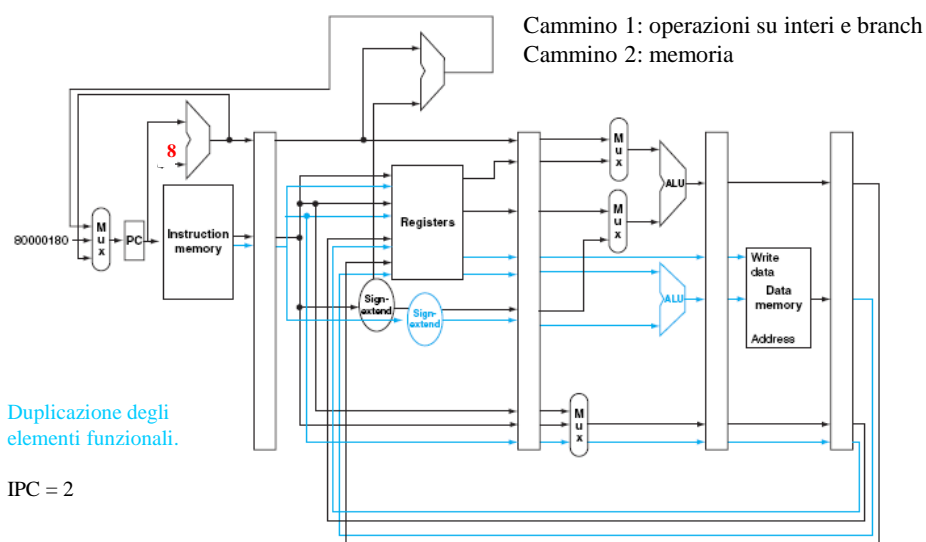 Cammino 1: operazioni su interi e branch
Cammino 2: memoria
8
M
u
x
ALU
80000180
M
u
x
PC
Instruction
memory
Registers
M
u
x
Sign-
extend
Sign-
extend
ALU
Write
data
Data
memory
Address
Duplicazione degli
elementi funzionali.
M
u
x
IPC = 2